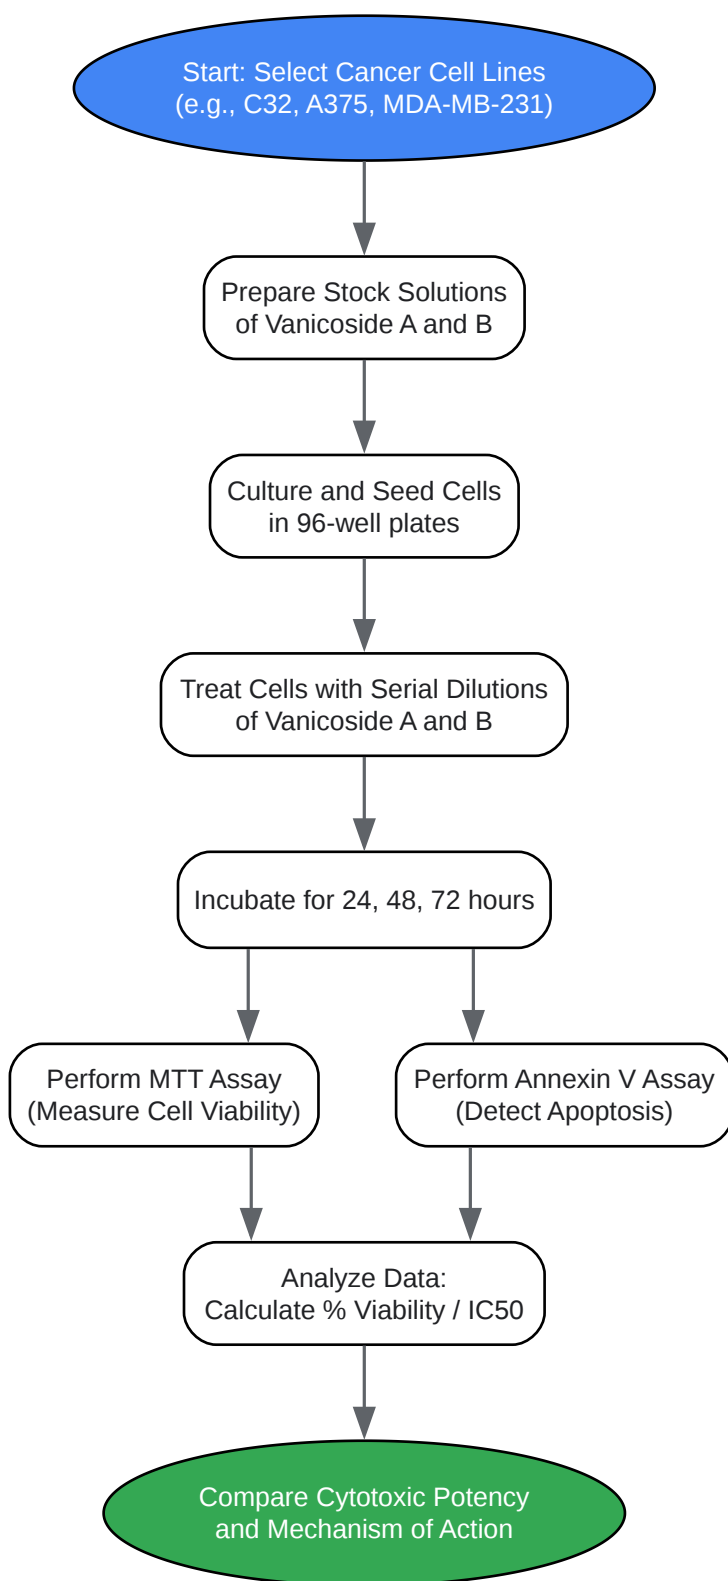 Start: Select Cancer Cell Lines
(e.g., C32, A375, MDA-MB-231)
Prepare Stock Solutions
of Vanicoside A and B
Culture and Seed Cells
in 96-well plates
Treat Cells with Serial Dilutions
of Vanicoside A and B
Incubate for 24, 48, 72 hours
Perform MTT Assay
(Measure Cell Viability)
Perform Annexin V Assay
(Detect Apoptosis)
Analyze Data:
Calculate % Viability / IC50
Compare Cytotoxic Potency
and Mechanism of Action